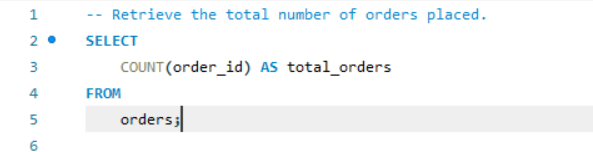 1 -- Retrieve the total number of orders placed.
2 SELECT
3 COUNT(order_id) AS total_orders
4 FROM
5 orders;
6